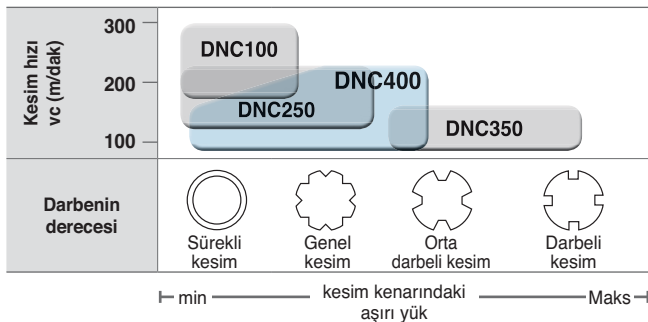 Kesim hızı
vc (m/dak)
300
200
100
DNC100
DNC400
DNC250
DNC350
Darbenin
derecesi
Sürekli
kesim
Genel
kesim
Orta
darbeli kesim
Darbeli
kesim
min
kesim kenarındaki
aşırı yük
Maks